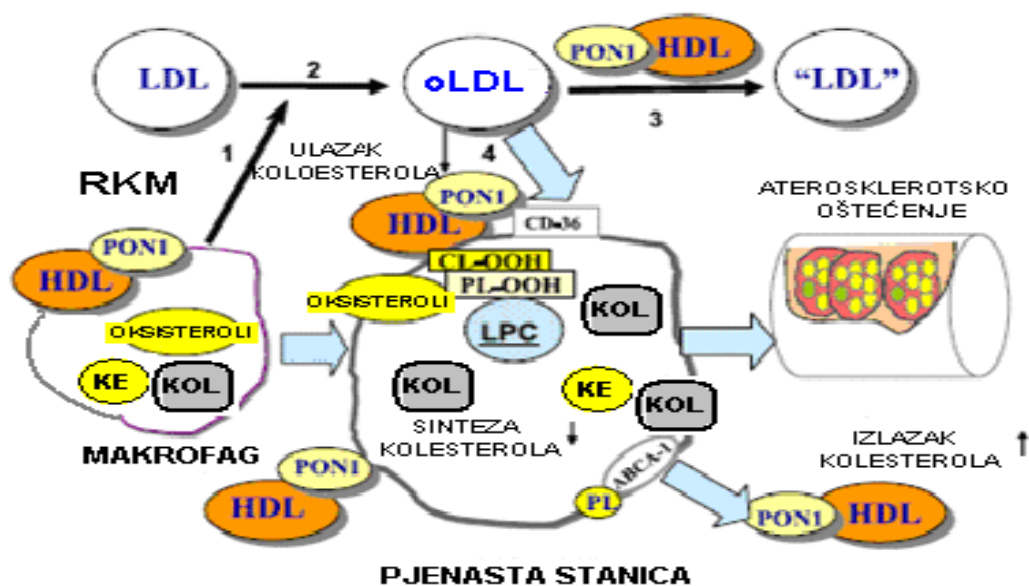 LDL
2
oLDL
PON1
HDL
“LDL”
3
1
ULAZAK
KOLOESTEROLA
4
RKM
PON1
HDL
CD-36
ATEROSKLEROTSKO
OŠTEĆENJE
PON1
HDL
CL-OOH
PL-OOH
OKSISTEROLI
KOL
LPC
OKSISTEROLI
KE
KOL
KOL
KE
KOL
MAKROFAG
SINTEZA
KOLESTEROLA
IZLAZAK
KOLESTEROLA
PON1
HDL
ABCA-1
PL
PON1
HDL
PJENASTA STANICA